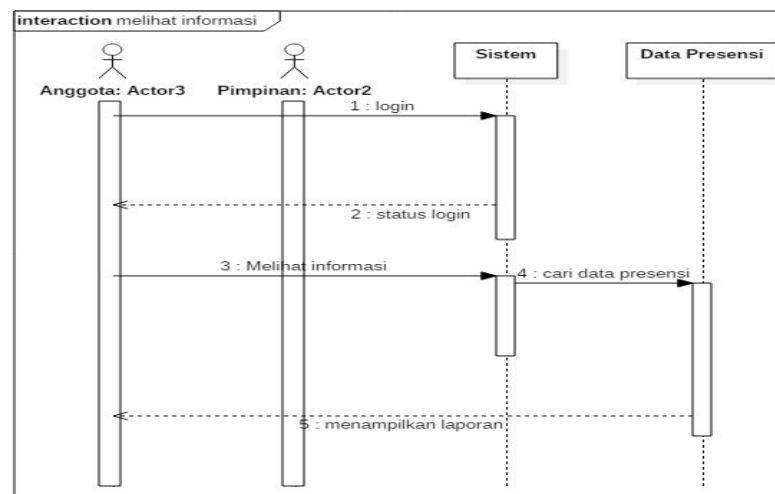 interaction melihat informasi
Sistem
Data Presensi
Anggota: Actor3
Pimpinan: Actor2
1 : login
2 : status login
3 : Melihat informasi
4 : cari data presensi
5 : menampilkan laporan